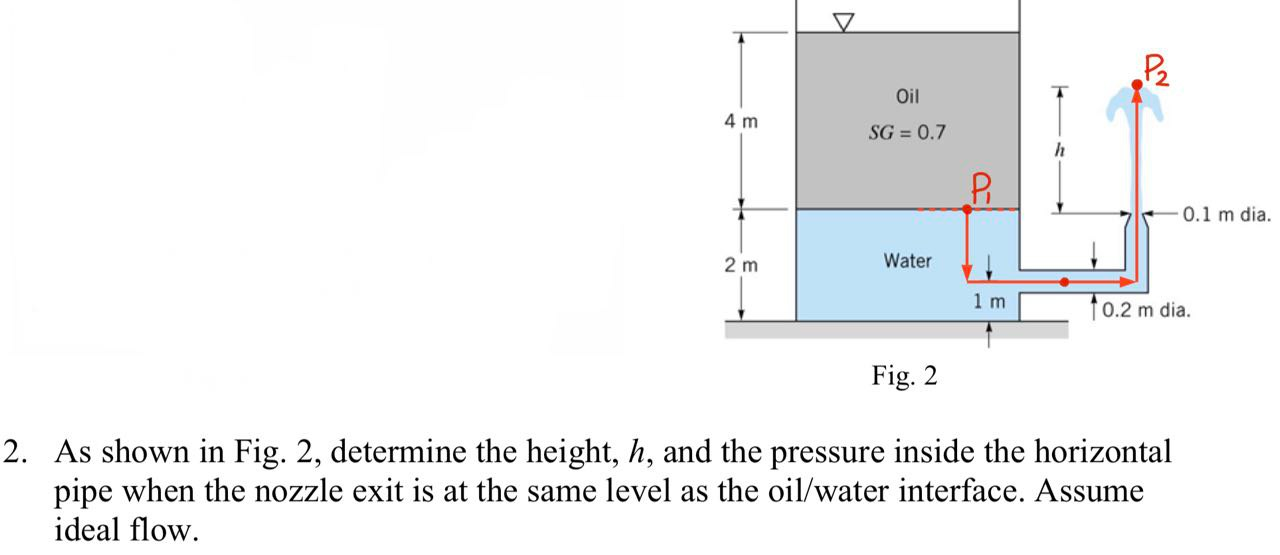 P₂
Oil
SG = 0.7
4 m
h
P₁
0.1 m dia.
Water
2 m
1 m
0.2 m dia.
Fig. 2
2. As shown in Fig. 2, determine the height, h, and the pressure inside the horizontal
pipe when the nozzle exit is at the same level as the oil/water interface. Assume
ideal flow.